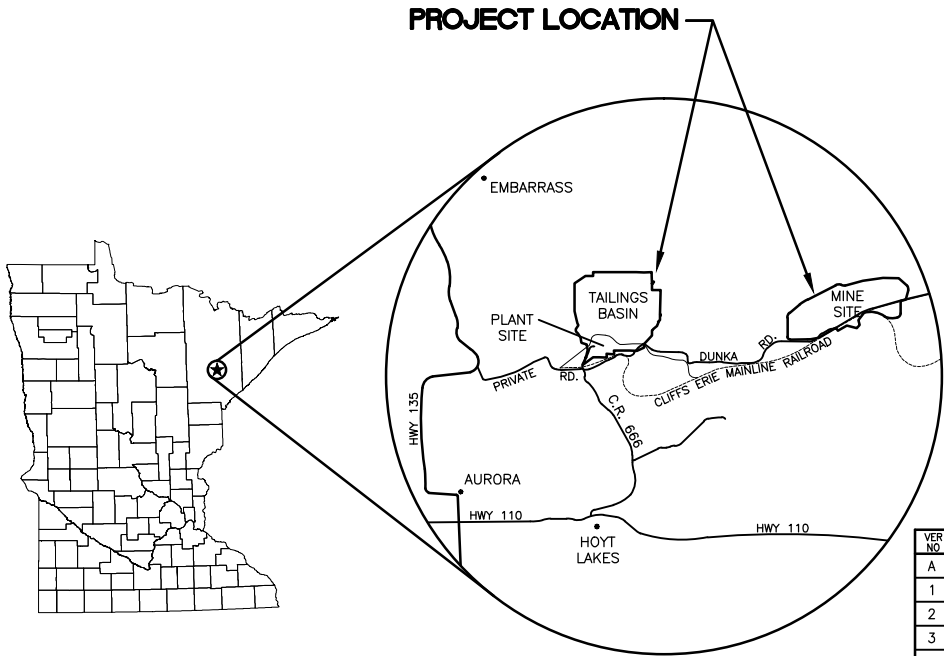 PROJECT LOCATION
EMBARRASS
TAILINGS
BASIN
MINE
SITE
PLANT
SITE
DUNKA
RD.
PRIVATE
RD.
CLIFFS ERIE MAINLINE RAILROAD
C.R. 666
HWY 135
AURORA
HWY 110
HOYT
LAKES
HWY 110
VER
NO
A
1
2
3